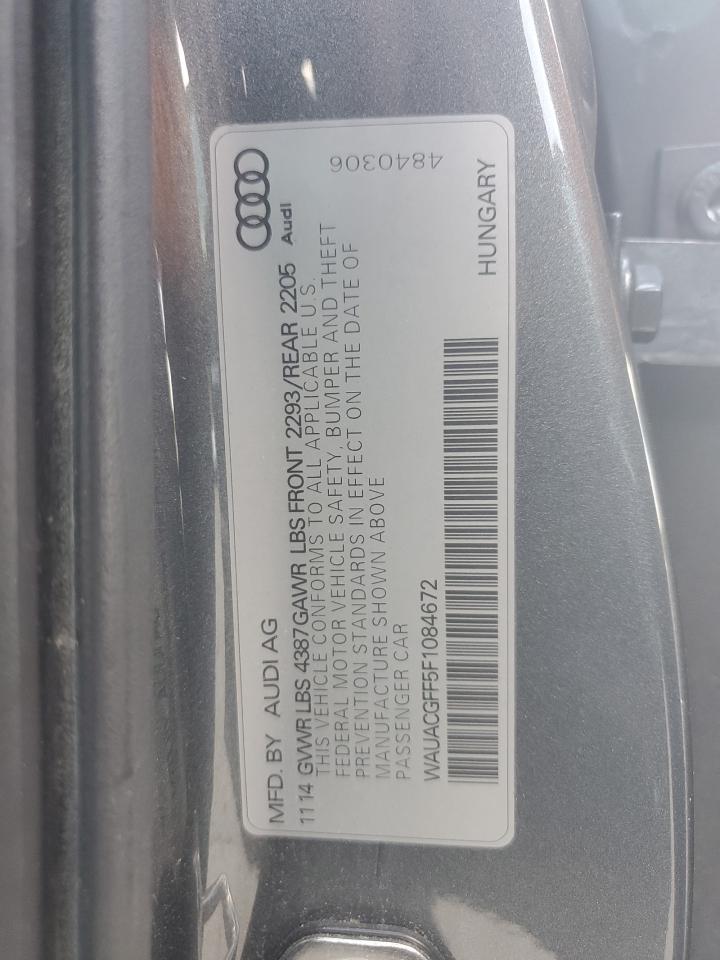 MFD. BY AUDI AG
Audi
11 14 GVWR LBS 4387 GAWR LBS FRONT 2293/REAR 2205
THIS VEHICLE CONFORMS TO ALL APPLICABLE U.S.
FEDERAL MOTOR VEHICLE SAFETY, BUMPER AND THEFT
PREVENTION STANDARDS IN EFFECT ON THE DATE OF
MANUFACTURE SHOWN ABOVE
PASSENGER CAR
4840306
WAUACGFF5F1084672
HUNGARY